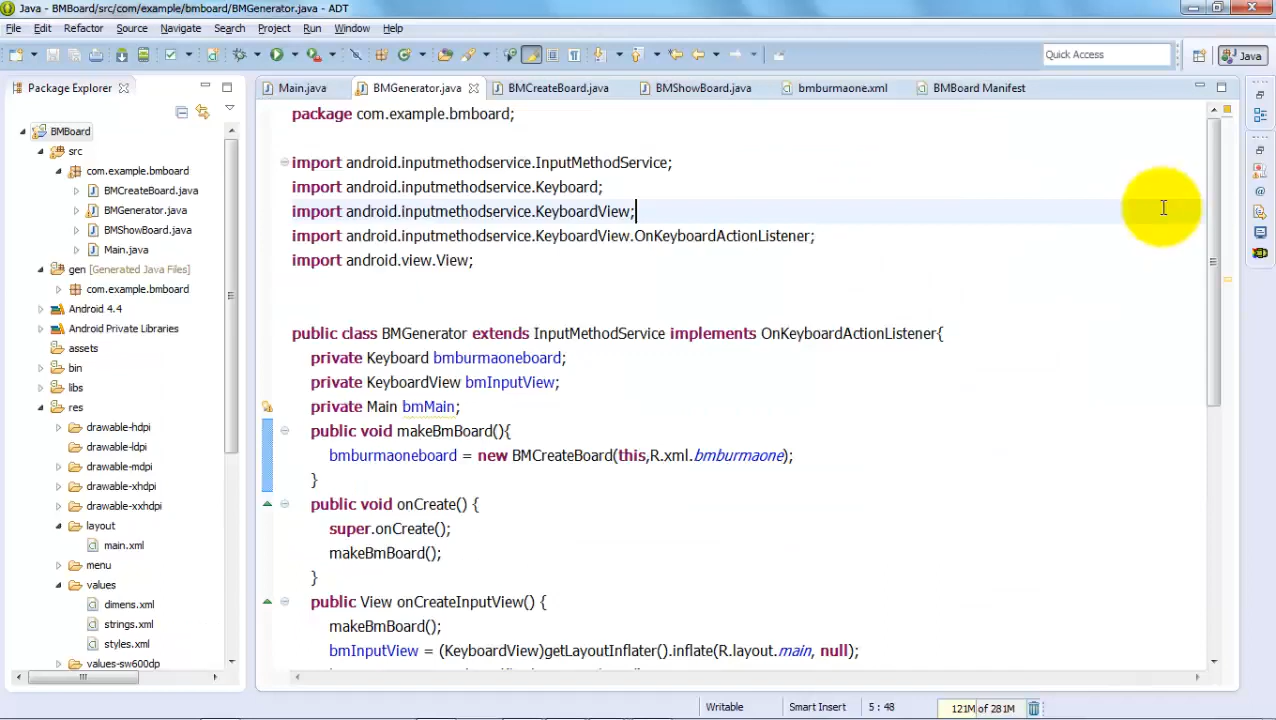 Java - BMBoard/src/com/example/bmboard/BMGenerator.java - ADT
File Edit Refactor Source Navigate Search Project Run Window Help
Quick Access
Java
Package Explorer
Main.java
BMGenerator.java
BMCreateBoard.java
BMShowBoard.java
bmburmaone.xml
BMBoard Manifest
BMBoard
src
com.example.bmboard
BMCreateBoard.java
BMGenerator.java
BMShowBoard.java
Main.java
gen [Generated Java Files]
com.example.bmboard
Android 4.4
Android Private Libraries
assets
bin
libs
res
drawable-hdpi
drawable-ldpi
drawable-mdpi
drawable-xhdpi
drawable-xxhdpi
layout
main.xml
menu
values
dimens.xml
strings.xml
styles.xml
values-sw600dp
package com.example.bmboard;
import android.inputmethodservice.InputMethodService;
import android.inputmethodservice.Keyboard;
import android.inputmethodservice.KeyboardView;
import android.inputmethodservice.KeyboardView.OnKeyboardActionListener;
import android.view.View;
public class BMGenerator extends InputMethodService implements OnKeyboardActionListener{
private Keyboard bmburmaoneboard;
private KeyboardView bmInputView;
private Main bmMain;
public void makeBmBoard(){
bmburmaoneboard = new BMCreateBoard(this,R.xml.bmburmaone);
}
public void onCreate() {
super.onCreate();
makeBmBoard();
}
public View onCreateInputView() {
makeBmBoard();
bmInputView = (KeyboardView)getLayoutInflater().inflate(R.layout.main, null);
Writable
Smart Insert
5 : 48
121M of 281M